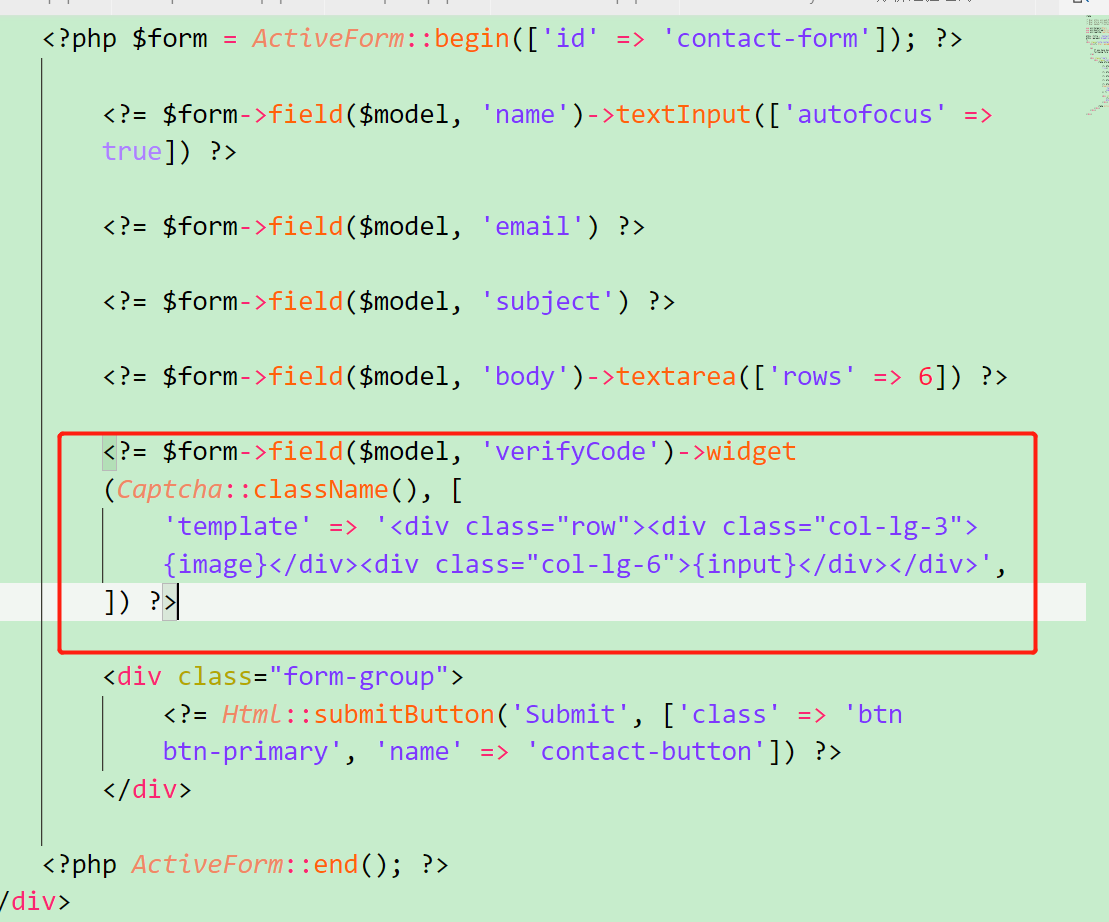 <?php $form = ActiveForm::begin(['id' => 'contact-form']); ?>
<?= $form->field($model, 'name')->textInput(['autofocus' =>
true]) ?>
<?= $form->field($model, 'email') ?>
<?= $form->field($model, 'subject') ?>
<?= $form->field($model, 'body')->textarea(['rows' => 6]) ?>
<?= $form->field($model, 'verifyCode')->widget
(Captcha::className(), [
'template' => '<div class="row"><div class="col-lg-3">
{image}</div><div class="col-lg-6">{input}</div></div>',
]) ?>
<div class="form-group">
<?= Html::submitButton('Submit', ['class' => 'btn
btn-primary', 'name' => 'contact-button']) ?>
</div>
<?php ActiveForm::end(); ?>
/div>